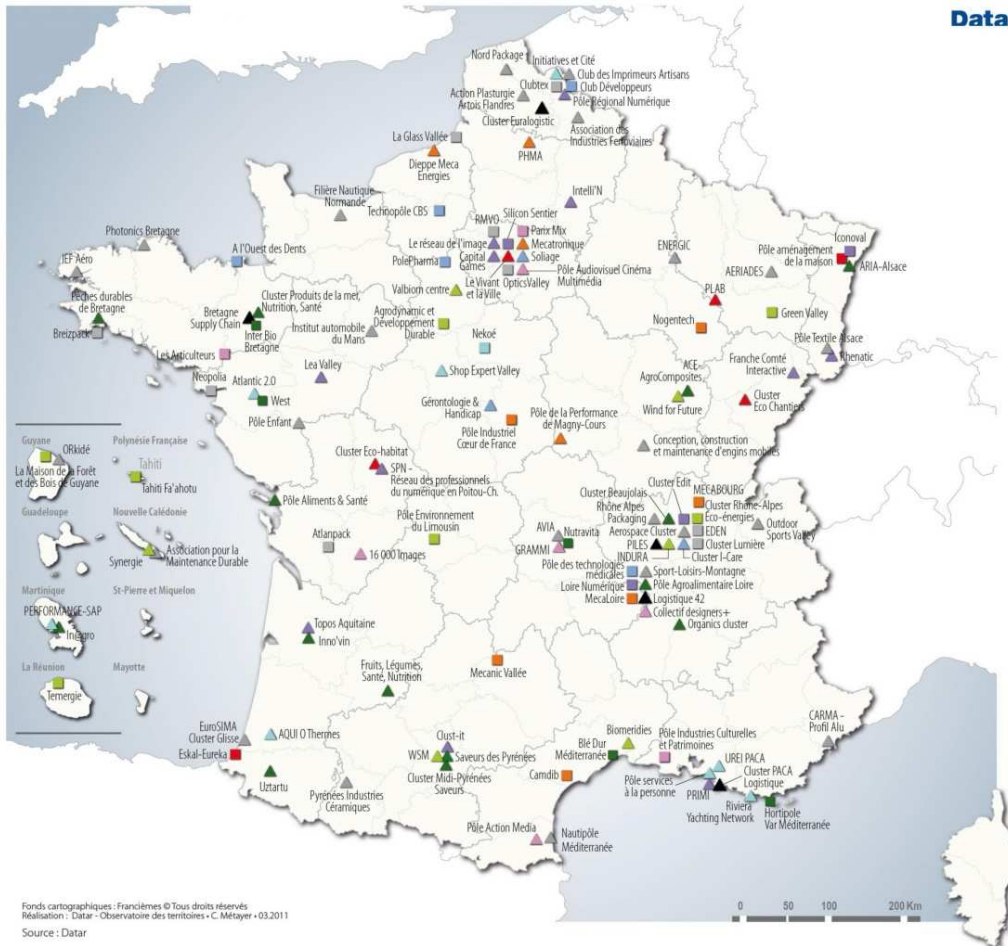 Data
Nord Package
Initiatives et Cité
Club des Imprimeurs Artisans
Clubtex
Club Développeurs
Action Plasturgie
Artois Flandres
Pôle Régional Numérique
Cluster Euralogistic
Association des
Industries Ferroviaires
La Glass Vallée
PHMA
Dieppe Meca
Energies
Filière Nautique
Normande
Technopôle CBS
Intelli'N
RMVO
Silicon Sentier
Parix Mix
Le réseau de l'image
Mecatronique
Capital
Games
Soliage
PolePharma
Le Vivant
et la Ville
OpticsValley
Pôle Audiovisuel Cinéma
Multimédia
Photonics Bretagne
A l'Ouest des Dents
IEF Aéro
ENERGIC
Iconoval
Pôle aménagement
de la maison
ARIA-Alsace
AERIADES
Pêches durables
de Bretagne
Breizpack
Cluster Produits de la mer,
Nutrition, Santé
Bretagne
Supply Chain
Inter Bio
Bretagne
Valbiom centre
Agrodynamic et
Développement
Durable
Institut automobile
du Mans
PLAB
Green Valley
Nogentech
Nekoé
Pôle Textile Alsace
Rhenatic
Les Articulteurs
Lea Valley
Shop Expert Valley
Franche Comté
Interactive
Neopolia
Atlantic 2.0
West
ACE
AgroComposites
Wind for Future
Cluster
Eco Chantiers
Gérontologie &
Handicap
Pôle Enfant
Pôle Industriel
Cœur de France
Pôle de la Performance
de Magny-Cours
Conception, construction
et maintenance d'engins mobiles
Guyane
ORkidé
La Maison de la Forêt
et des Bois de Guyane
Polynésie Française
Tahiti
Tahiti Fa'ahotu
Cluster Eco-habitat
SPN -
Réseau des professionnels
du numérique en Poitou-Ch.
Pôle Aliments & Santé
Cluster Edit
MECABOURG
Cluster Beaujolais
Cluster Rhône-Alpes
Eco-énergies
Rhône Alpes
Packaging
Aerospace Cluster
EDEN
Outdoor
Sports Valley
Guadeloupe
Nouvelle Calédonie
Synergie
Association pour la
Maintenance Durable
Atlanpack
Pôle Environnement
du Limousin
16 000 Images
AVIA
Nutravita
GRAMMI
PILES
INDURA
Cluster Lumière
Cluster I-Care
Pôle des technologies
médicales
Sport-Loisirs-Montagne
Loire Numérique
Pôle Agroalimentaire Loire
MecaLoire
Logistique 42
Collectif designers+
Organics cluster
Martinique
PERFORMANCE-SAP
In@gro
St-Pierre et Miquelon
Topos Aquitaine
Inno'vin
La Réunion
Temergie
Mayotte
Fruits, Légumes,
Santé, Nutrition
Mecanic Vallée
EuroSIMA
Cluster Glisse
Eskal-Eureka
AQUI O Thermes
Uztartu
Clust-it
WSM
Saveurs des Pyrénées
Cluster Midi-Pyrénées
Saveurs
Biomeridies
Blé Dur
Méditerranée
Pôle Industries Culturelles
et Patrimoines
CARMA -
Profil Alu
UREI PACA
Cluster PACA
Logistique
Pôle services
à la personne
PRIMI
Camdib
Riviera
Yachting Network
Hortipole
Var Méditerranée
Pyrénées Industries
Céramiques
Pôle Action Media
Nautipôle
Méditerranée
Fonds cartographiques : Francièmes © Tous droits réservés
Réalisation : Datar - Observatoire des territoires • C. Métayer • 03.2011
Source : Datar
0 50 100 200 Km